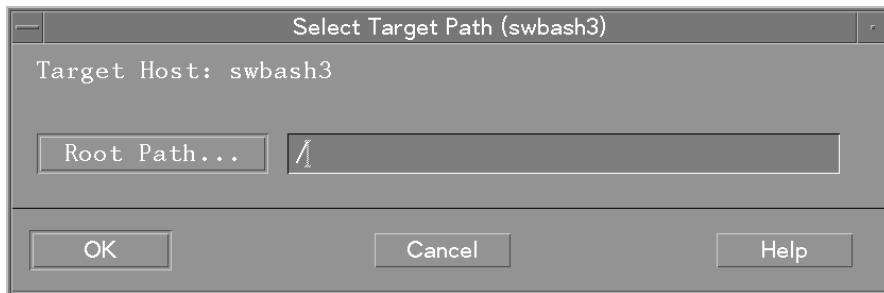 Select Target Path (swbash3)
Target Host: swbash3
Root Path... /
OK Cancel Help